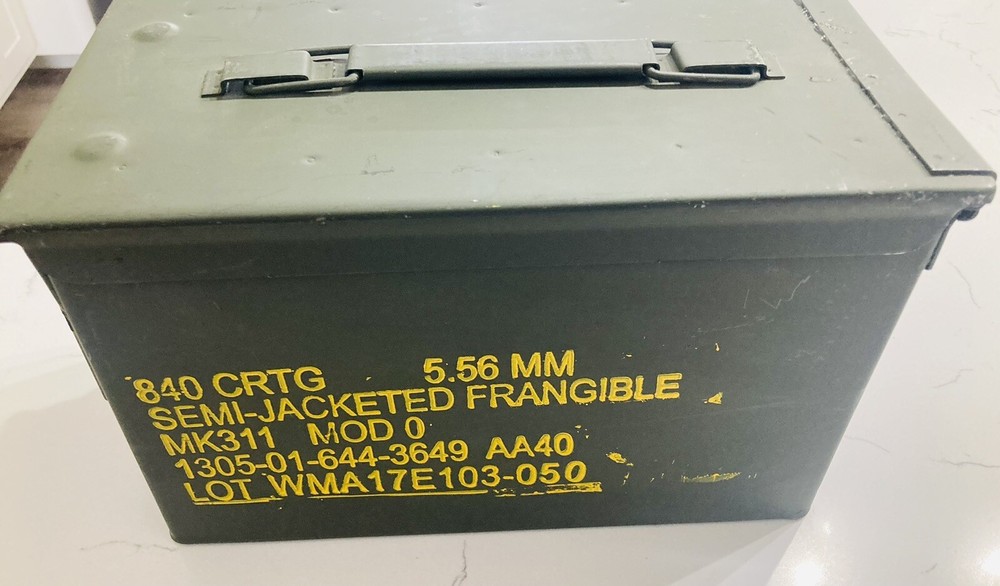 840 CRTG 5.56 MM
SEMI-JACKETED FRANGIBLE
MK311 MOD 0
1305-01-644-3649 AA40
LOT WMA17E103-050